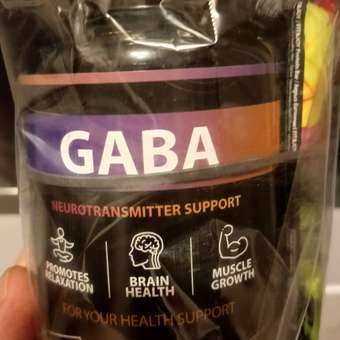 GABA
NEUROTRANSMITTER SUPPORT
PROMOTES
RELAXATION
BRAIN
HEALTH
MUSCLE
GROWTH
FOR YOUR HEALTH SUPPORT